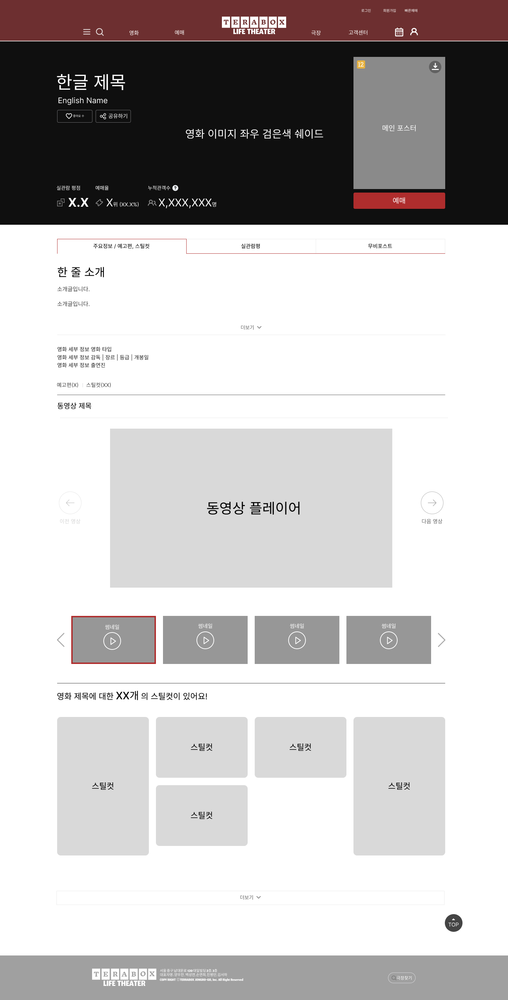 로그인 회원가입 빠른예매
TERABOX
LIFE THEATER
영화 예매 극장 고객센터
12
한글 제목
English Name
좋아요 수 공유하기
영화 이미지 좌우 검은색 쉐이드
메인 포스터
실관람 평점 예매율 누적관객수 ?
M X.X X위 (XX.X%) X,XXX,XXX명
예매
주요정보 / 예고편, 스틸컷 실관람평 무비포스트
한 줄 소개
소개글입니다.
소개글입니다.
더보기
영화 세부 정보 영화 타입
영화 세부 정보 감독 | 장르 | 등급 | 개봉일
영화 세부 정보 출연진
예고편(X) | 스틸컷(XX)
동영상 제목
동영상 플레이어
이전 영상
다음 영상
썸네일 썸네일 썸네일 썸네일
영화 제목에 대한 XX개 의 스틸컷이 있어요!
스틸컷 스틸컷
스틸컷 스틸컷
스틸컷
더보기
TOP
TERABOX
LIFE THEATER
서울 중구 남대문로 120 대일빌딩 2층, 3층
대표자명 : 양우찬, 백성연, 손연희, 진병만, 김서하
COPY RIGHT ⓒTERRABOX JONGRO-GO, Inc. All Right Reserved
극장찾기